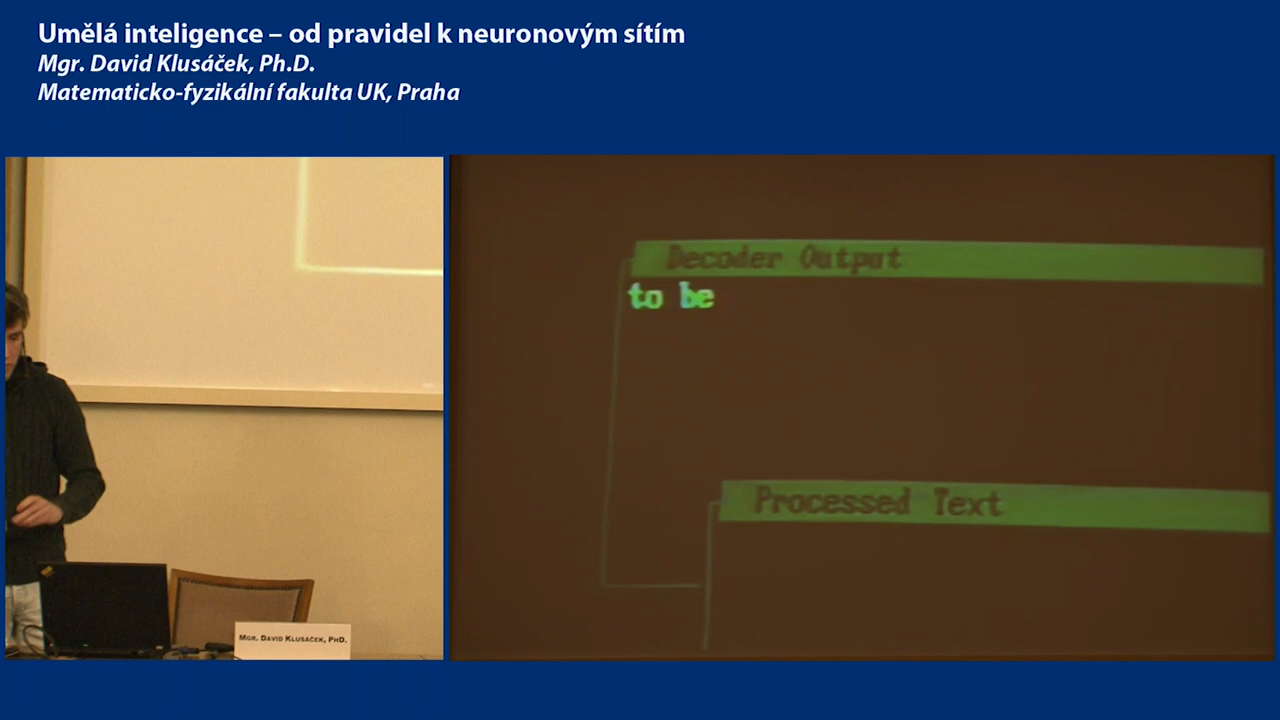 Umělá inteligence – od pravidel k neuronovým sítím
Mgr. David Klusáček, Ph.D.
Matematicko-fyzikální fakulta UK, Praha
Decoder Output
to be
Processed Text
MGR. DAVID KLUSÁČEK, PHD.